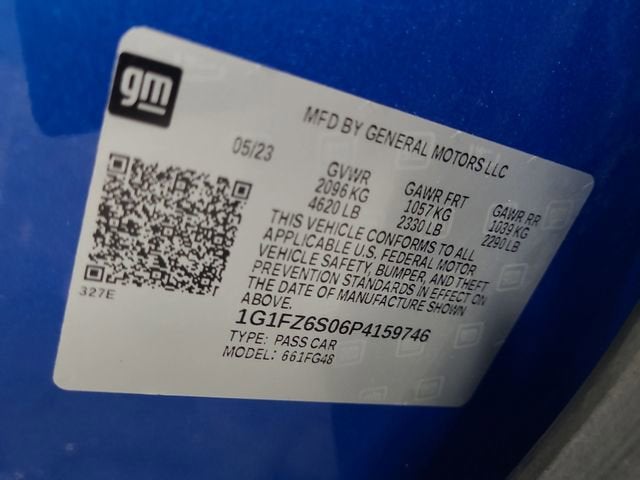 gm
MFD BY GENERAL MOTORS LLC
05/23
GVWR GAWR FRT GAWR RR
2096 KG 1057 KG 1039 KG
4620 LB 2330 LB 2290 LB
THIS VEHICLE CONFORMS TO ALL
APPLICABLE U.S. FEDERAL MOTOR
VEHICLE SAFETY, BUMPER, AND THEFT
PREVENTION STANDARDS IN EFFECT ON
THE DATE OF MANUFACTURE SHOWN
ABOVE.
327E
1G1FZ6S06P4159746
TYPE: PASS CAR
MODEL: 661FG48